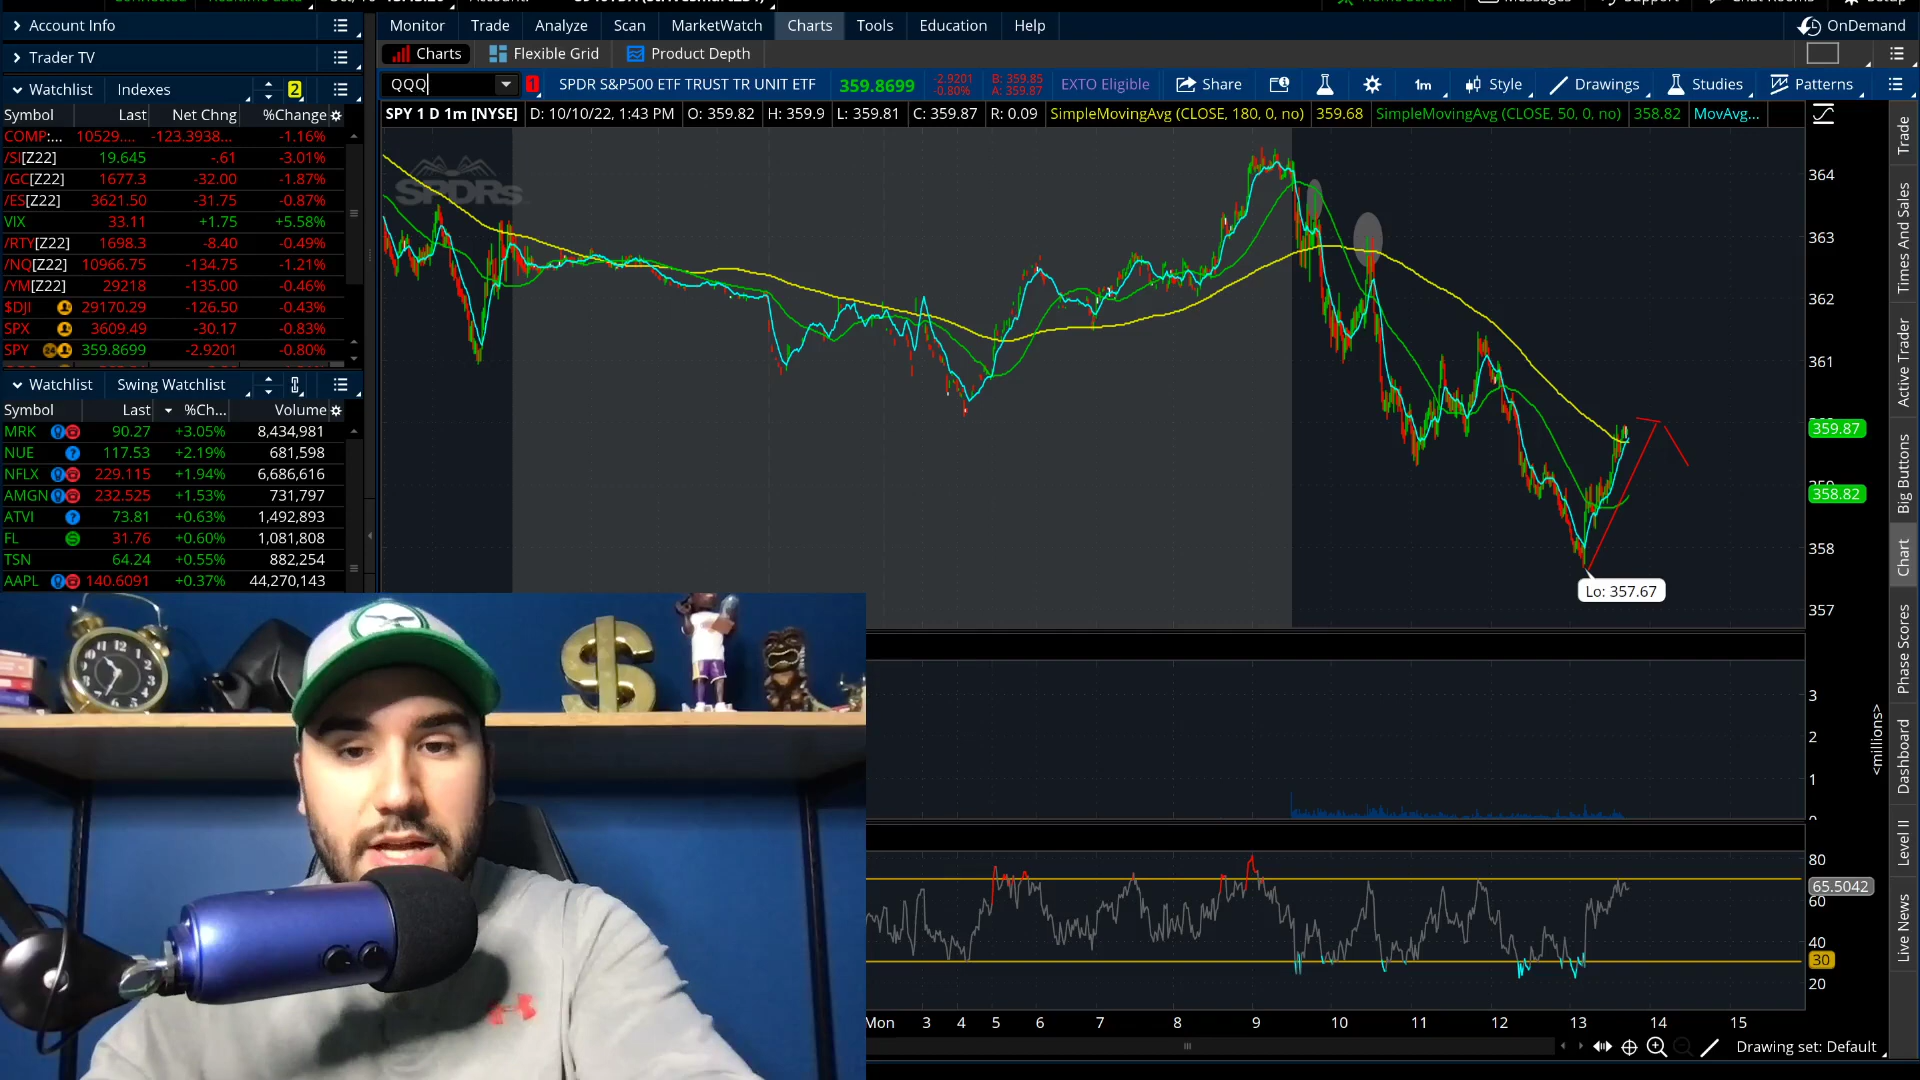 Account Info
Monitor Trade Analyze Scan MarketWatch Charts Tools Education Help OnDemand
Trader TV
Charts Flexible Grid Product Depth
Watchlist Indexes 2
QQQ 1 SPDR S&P500 ETF TRUST TR UNIT ETF 359.8699 -2.9201 -0.80% B: 359.85 A: 359.87 EXTO Eligible Share 1m Style Drawings Studies Patterns
Symbol Last Net Chng %Change
SPY 1 D 1m [NYSE] D: 10/10/22, 1:43 PM O: 359.82 H: 359.9 L: 359.81 C: 359.87 R: 0.09 SimpleMovingAvg (CLOSE, 180, 0, no) 359.68 SimpleMovingAvg (CLOSE, 50, 0, no) 358.82 MovAvg...
COMP:... 10529.... -123.3938... -1.16%
/SI[Z22] 19.645 -.61 -3.01%
/GC[Z22] 1677.3 -32.00 -1.87%
/ES[Z22] 3621.50 -31.75 -0.87%
VIX 33.11 +1.75 +5.58%
/RTY[Z22] 1698.3 -8.40 -0.49%
/NQ[Z22] 10966.75 -134.75 -1.21%
/YM[Z22] 29218 -135.00 -0.46%
$DJI 29170.29 -126.50 -0.43%
SPX 3609.49 -30.17 -0.83%
SPY 24 359.8699 -2.9201 -0.80%
Watchlist Swing Watchlist
Symbol Last %Ch... Volume
MRK 90.27 +3.05% 8,434,981
NUE ? 117.53 +2.19% 681,598
NFLX 229.115 +1.94% 6,686,616
AMGN 232.525 +1.53% 731,797
ATVI ? 73.81 +0.63% 1,492,893
FL S 31.76 +0.60% 1,081,808
TSN 64.24 +0.55% 882,254
AAPL 140.6091 +0.37% 44,270,143
SPDRs
364
363
362
361
359.87
358.82
358
357
Lo: 357.67
3
2
1
<millions>
80
65.5042
60
40
30
20
Mon 3 4 5 6 7 8 9 10 11 12 13 14 15
Drawing set: Default
Trade
Times And Sales
Active Trader
Big Buttons
Chart
Phase Scores
Dashboard
Level II
Live News
12
$